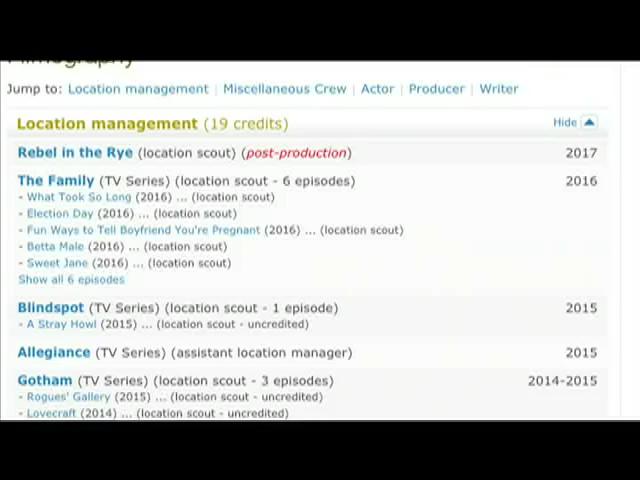 Filmography
Jump to: Location management | Miscellaneous Crew | Actor | Producer | Writer
Location management (19 credits) Hide
Rebel in the Rye (location scout) (post-production) 2017
The Family (TV Series) (location scout - 6 episodes) 2016
- What Took So Long (2016) ... (location scout)
- Election Day (2016) ... (location scout)
- Fun Ways to Tell Boyfriend You're Pregnant (2016) ... (location scout)
- Betta Male (2016) ... (location scout)
- Sweet Jane (2016) ... (location scout)
Show all 6 episodes
Blindspot (TV Series) (location scout - 1 episode) 2015
- A Stray Howl (2015) ... (location scout - uncredited)
Allegiance (TV Series) (assistant location manager) 2015
Gotham (TV Series) (location scout - 3 episodes) 2014-2015
- Rogues' Gallery (2015) ... (location scout - uncredited)
- Lovecraft (2014) ... (location scout - uncredited)